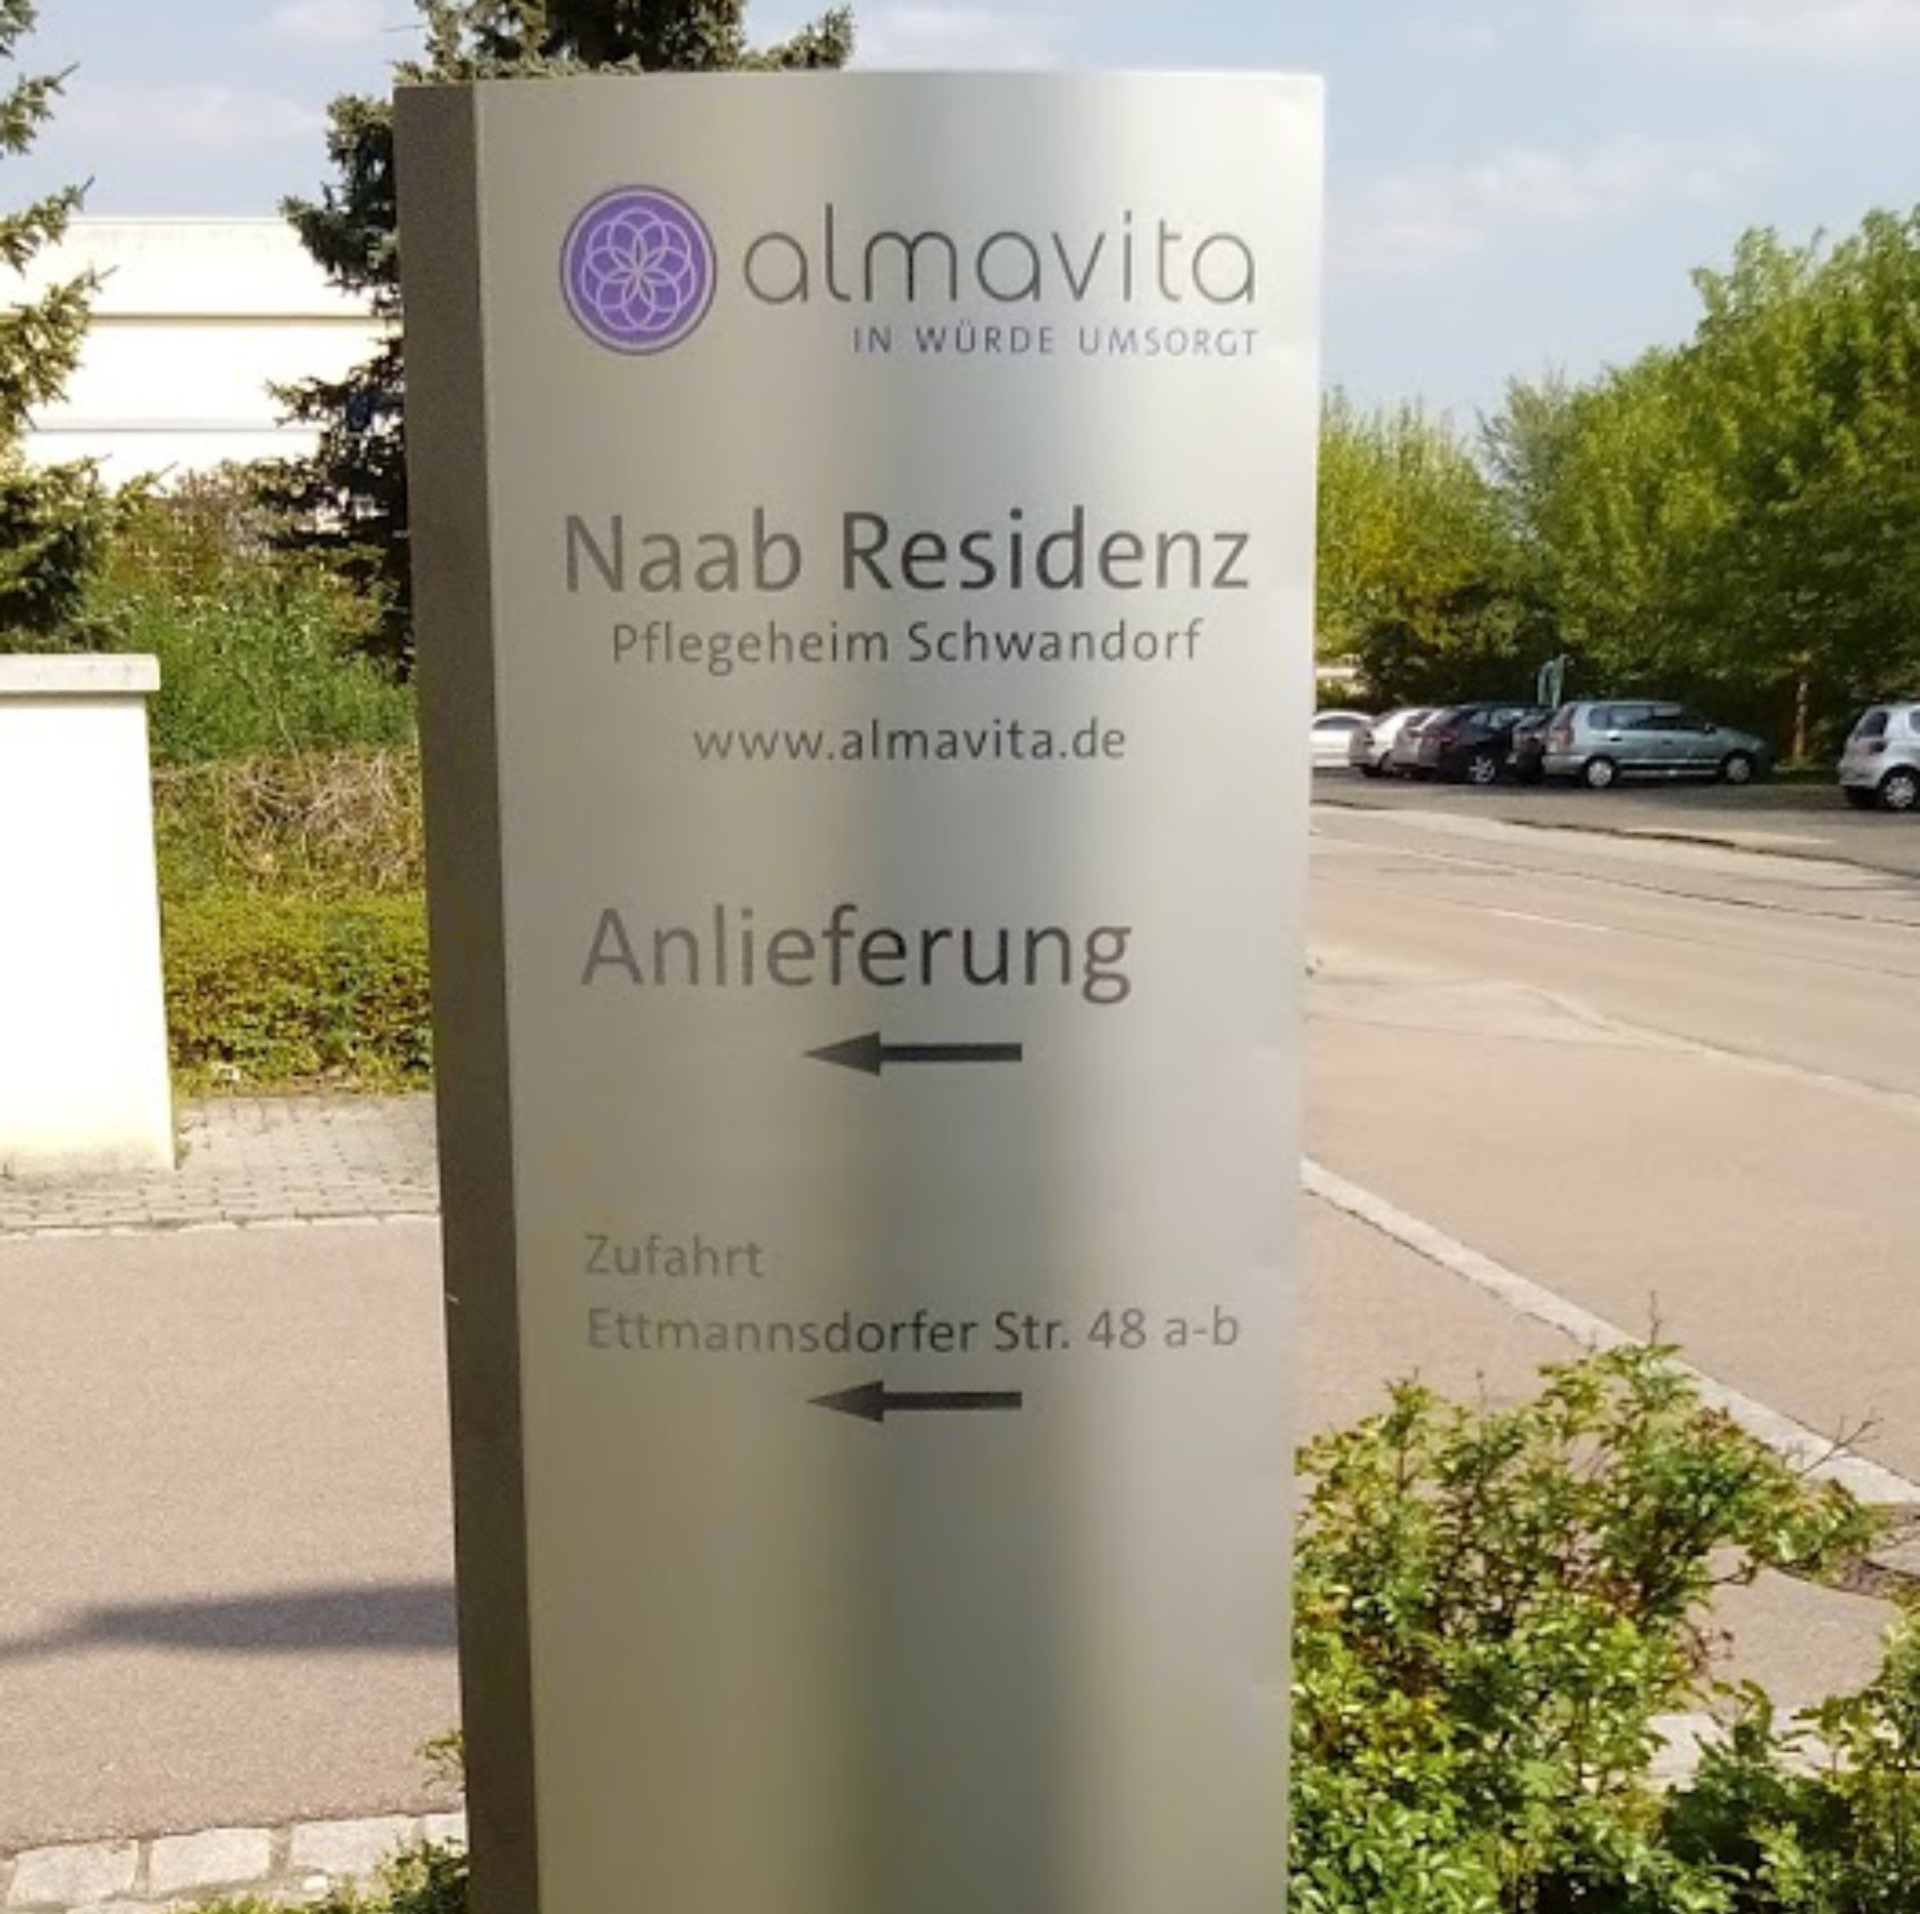 almavita
IN WÜRDE UMSORGT
Naab Residenz
Pflegeheim Schwandorf
www.almavita.de
Anlieferung
Zufahrt
Ettmannsdorfer Str. 48 a-b